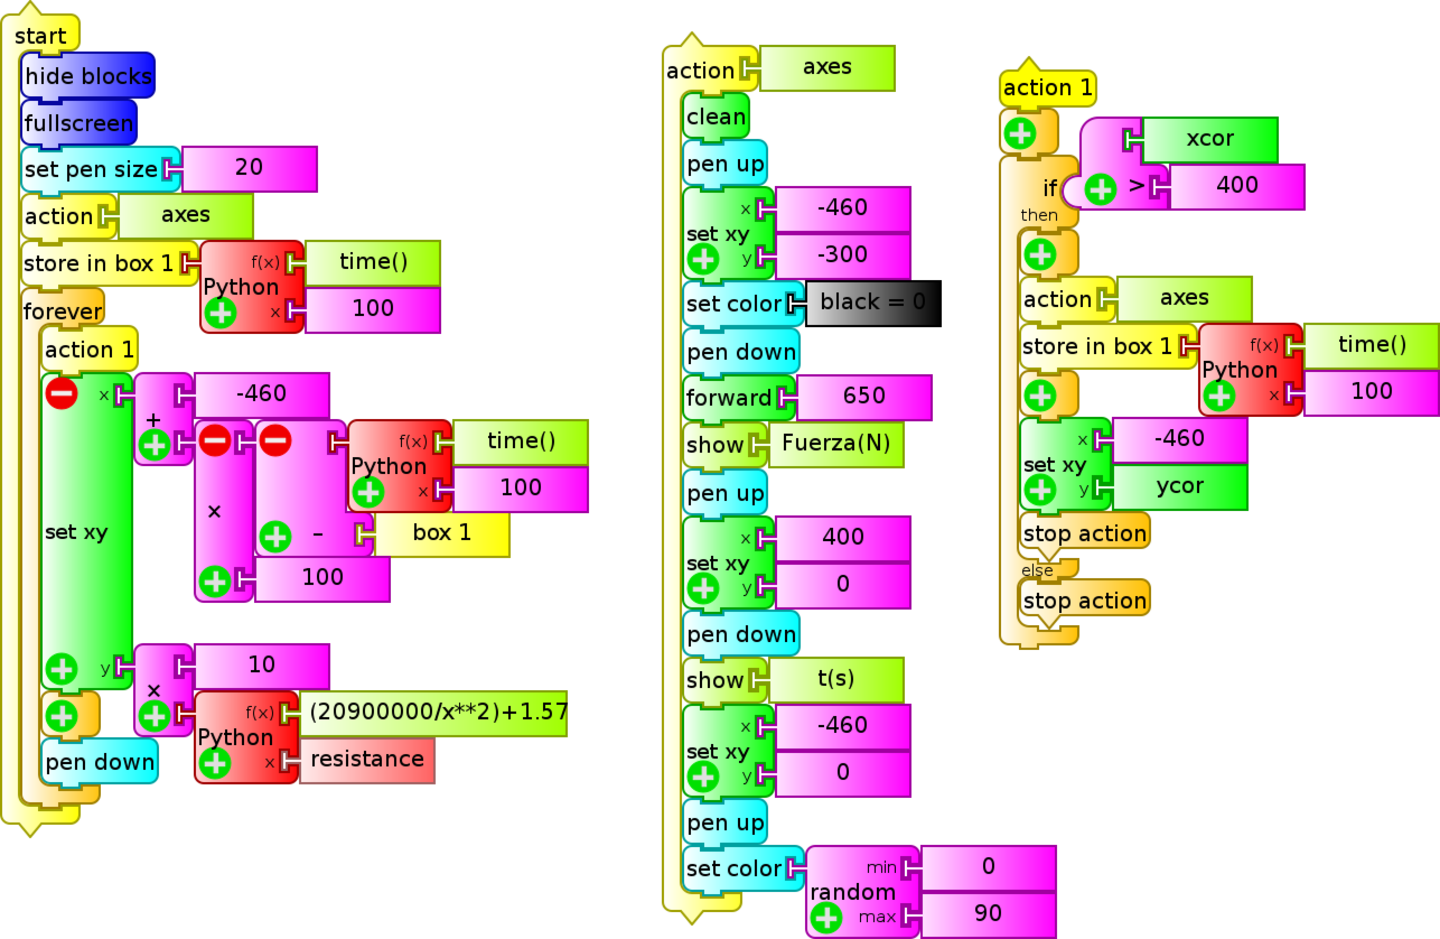 start
hide blocks
fullscreen
set pen size 20
action axes
store in box 1 Python f(x) time()
x 100
forever
action 1
set xy x + -460
× – Python f(x) time()
x 100
box 1
100
y × 10
Python f(x) (20900000/x**2)+1.57
x resistance
pen down
action axes
clean
pen up
set xy x -460
y -300
set color black = 0
pen down
forward 650
show Fuerza(N)
pen up
set xy x 400
y 0
pen down
show t(s)
set xy x -460
y 0
pen up
set color random min 0
max 90
action 1
if xcor
> 400
then
action axes
store in box 1 Python f(x) time()
x 100
set xy x -460
y ycor
stop action
else
stop action